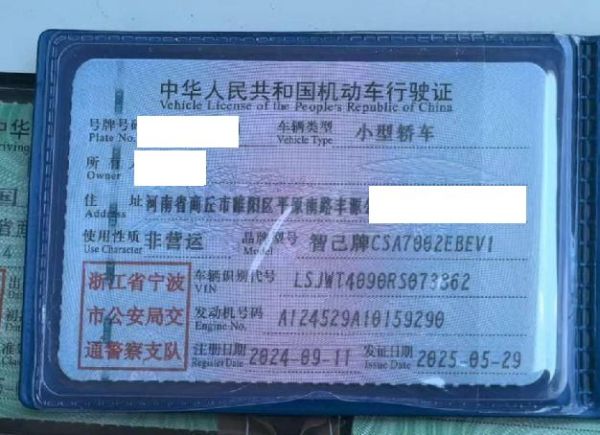 中华人民共和国机动车行驶证
Vehicle License of the People's Republic of China
号牌号码 车辆类型 小型轿车
Plate No. Vehicle Type
所有人
Owner
住 址 河南省商丘市睢阳区平原南路丰源
Address
使用性质 非营运 品牌型号 智己牌CSA7002EBEV1
Use Character Model
浙江省宁波
市公安局交
通警察支队
车辆识别代号 LSJWT4090RS073862
VIN
发动机号码 A124529A10159290
Engine No.
注册日期 2024-09-11 发证日期 2025-05-29
Register Date Issue Date
中华
国